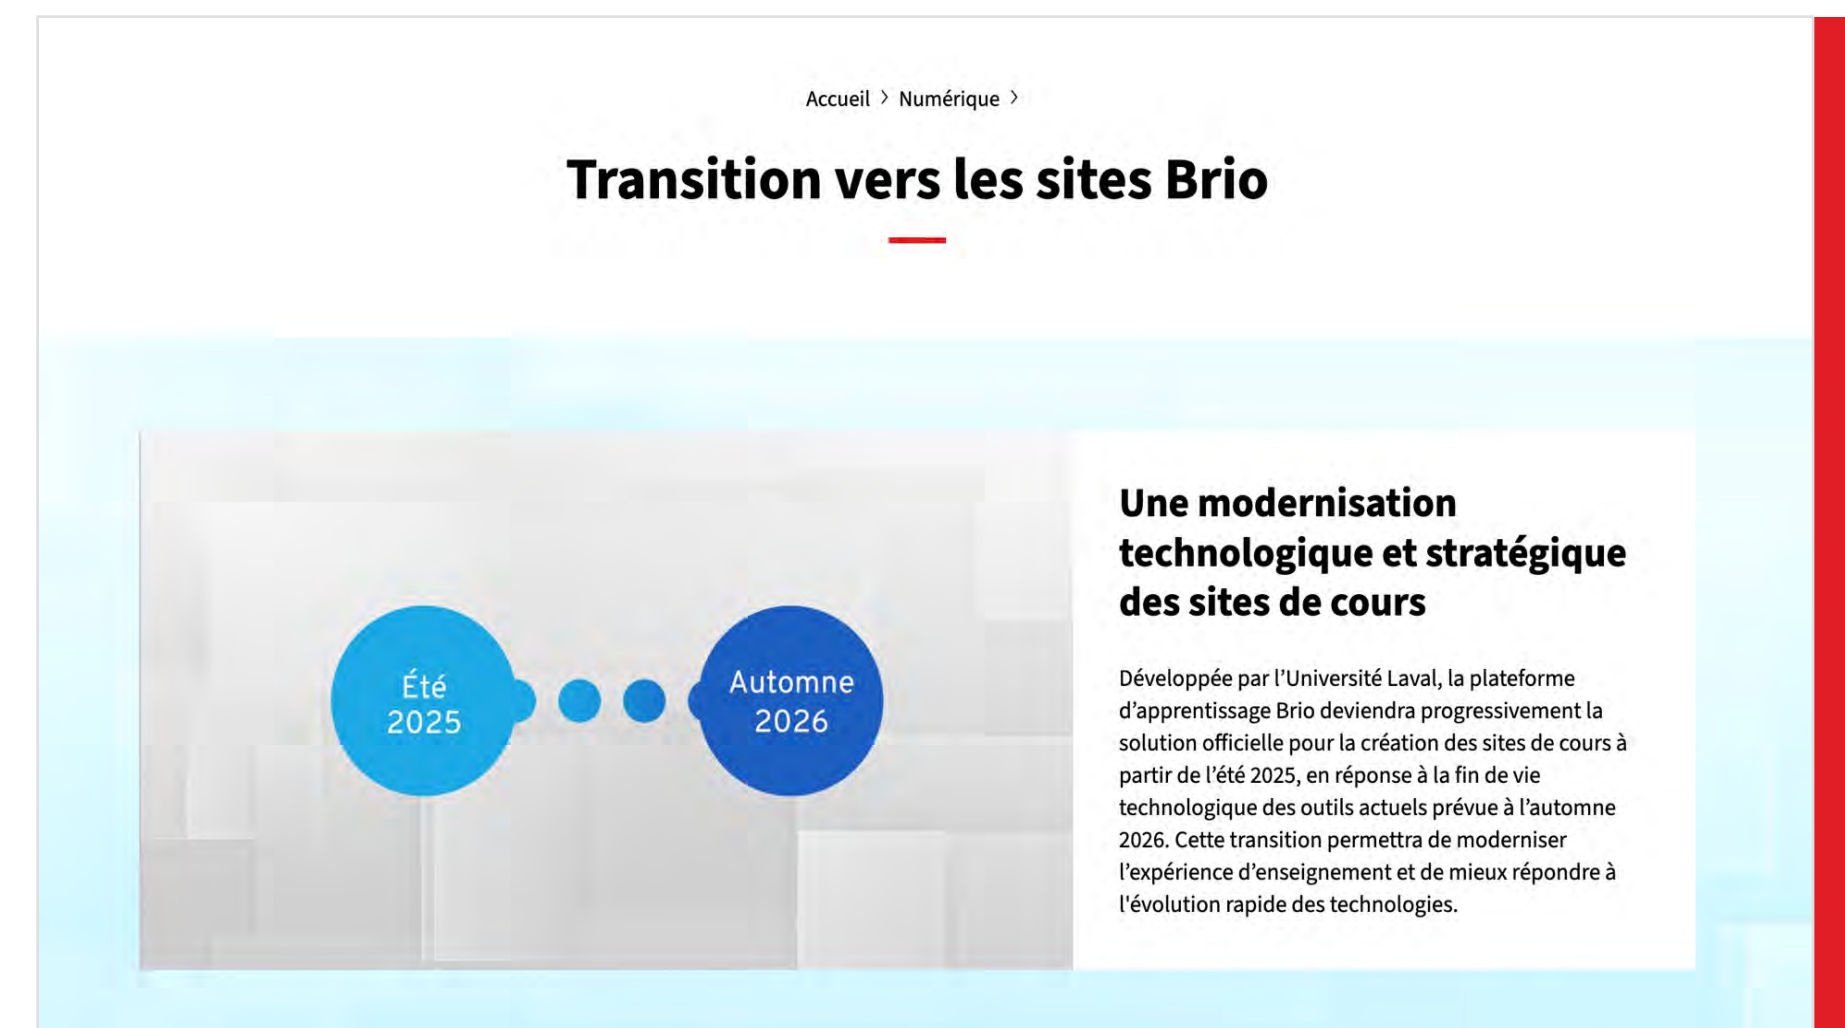 Accueil > Numérique >
Transition vers les sites Brio
Été
2025
Automne
2026
Une modernisation
technologique et stratégique
des sites de cours
Développée par l’Université Laval, la plateforme
d’apprentissage Brio deviendra progressivement la
solution officielle pour la création des sites de cours à
partir de l’été 2025, en réponse à la fin de vie
technologique des outils actuels prévue à l’automne
2026. Cette transition permettra de moderniser
l’expérience d’enseignement et de mieux répondre à
l'évolution rapide des technologies.